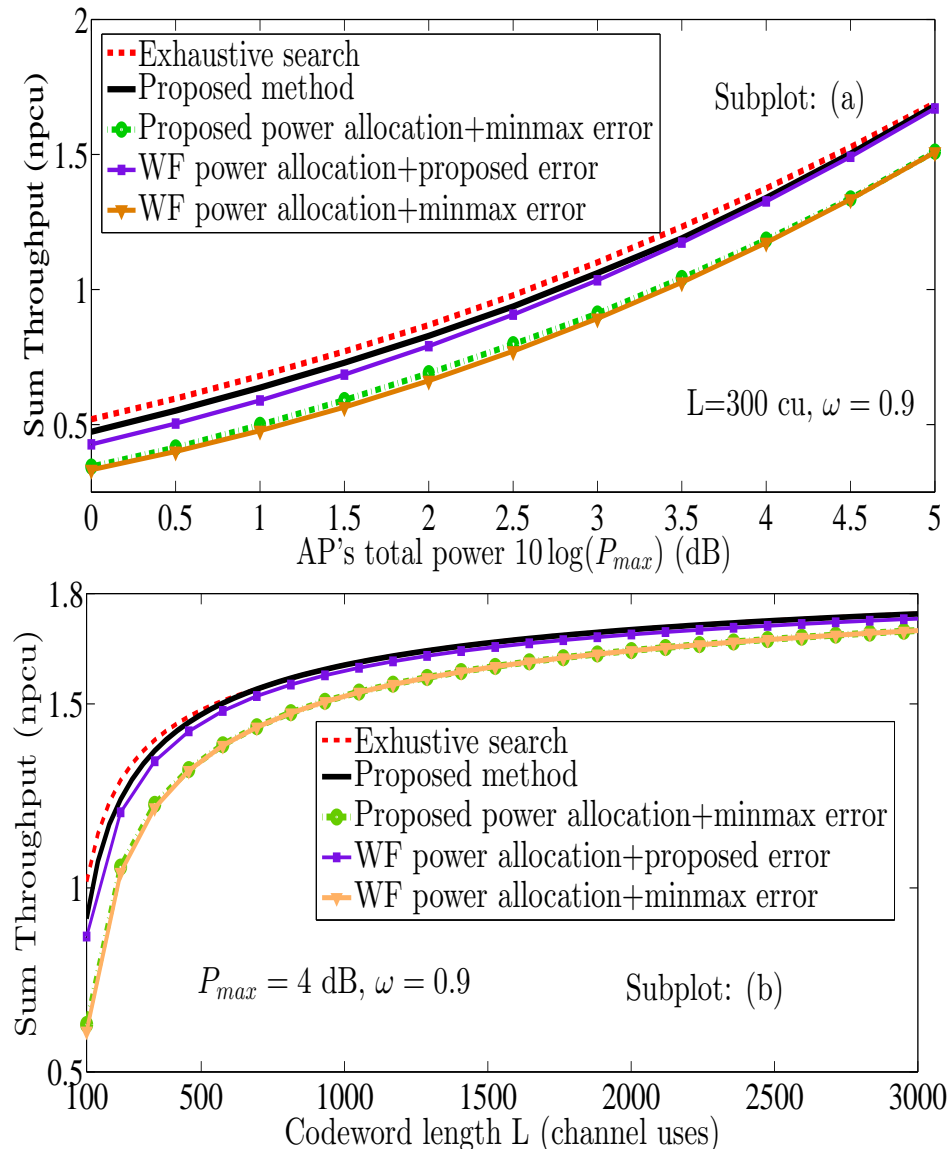 2
1.5
1
0.5
Sum Throughput (npcu)
Exhaustive search
Proposed method
Proposed power allocation+minmax error
WF power allocation+proposed error
WF power allocation+minmax error
Subplot: (a)
L=300 cu, ω = 0.9
0 0.5 1 1.5 2 2.5 3 3.5 4 4.5 5
AP's total power 10 log(P_{max}) (dB)
1.8
1.5
1
0.5
Sum Throughput (npcu)
Exhustive search
Proposed method
Proposed power allocation+minmax error
WF power allocation+proposed error
WF power allocation+minmax error
P_{max} = 4 dB, ω = 0.9
Subplot: (b)
100 500 1000 1500 2000 2500 3000
Codeword length L (channel uses)